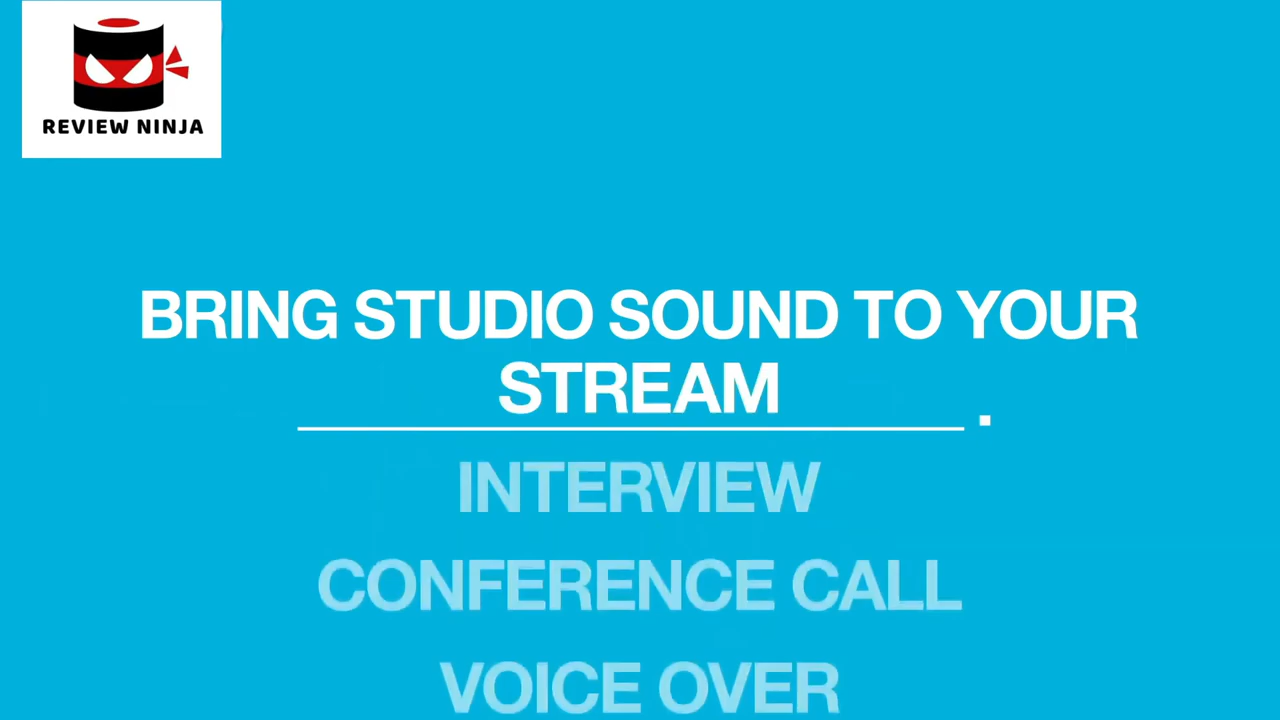 REVIEW NINJA
BRING STUDIO SOUND TO YOUR
STREAM
.
INTERVIEW
CONFERENCE CALL
VOICE OVER